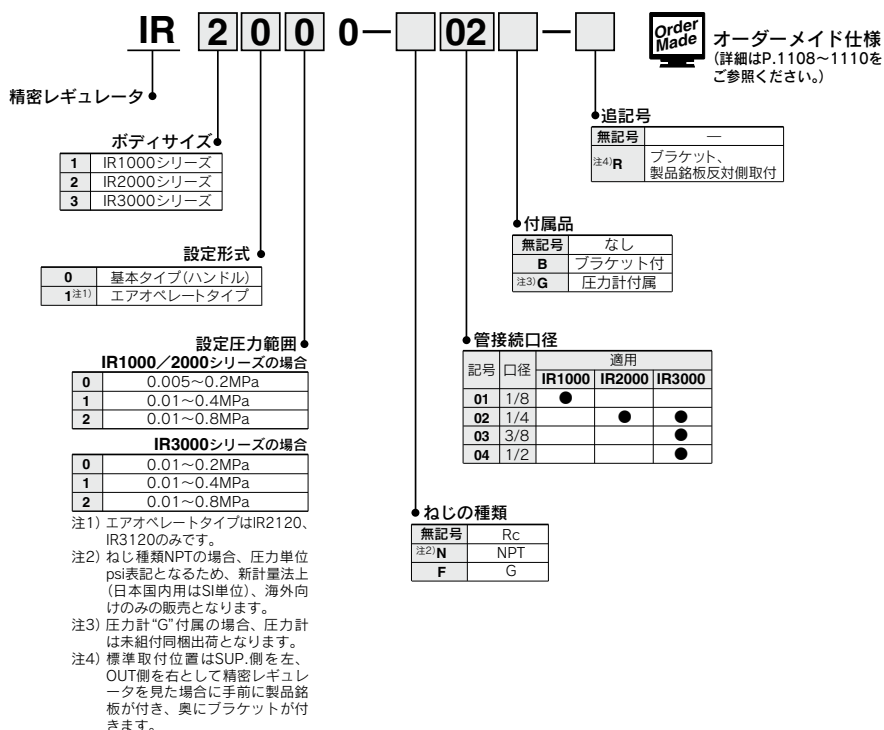 IR 2 0 0 0－ 02 －
Order Made
オーダーメイド仕様
(詳細はP.1108～1110を
ご参照ください。)
精密レギュレータ
ボディサイズ
1 IR1000シリーズ
2 IR2000シリーズ
3 IR3000シリーズ
設定形式
0 基本タイプ(ハンドル)
1注1) エアオペレートタイプ
設定圧力範囲
IR1000／2000シリーズの場合
0 0.005～0.2MPa
1 0.01～0.4MPa
2 0.01～0.8MPa
IR3000シリーズの場合
0 0.01～0.2MPa
1 0.01～0.4MPa
2 0.01～0.8MPa
注1) エアオペレートタイプはIR2120、
IR3120のみです。
注2) ねじ種類NPTの場合、圧力単位
psi表記となるため、新計量法上
(日本国内用はSI単位)、海外向
けのみの販売となります。
注3) 圧力計“G”付属の場合、圧力計
は未組付同梱出荷となります。
注4) 標準取付位置はSUP.側を左、
OUT側を右として精密レギュレ
ータを見た場合に手前に製品銘
板が付き、奥にブラケットが付
きます。
追記号
無記号 —
注4)R ブラケット、
製品銘板反対側取付
付属品
無記号 なし
B ブラケット付
注3)G 圧力計付属
管接続口径
記号 口径 適用
IR1000 IR2000 IR3000
01 1/8 ●
02 1/4 ● ●
03 3/8 ●
04 1/2 ●
ねじの種類
無記号 Rc
注2)N NPT
F G